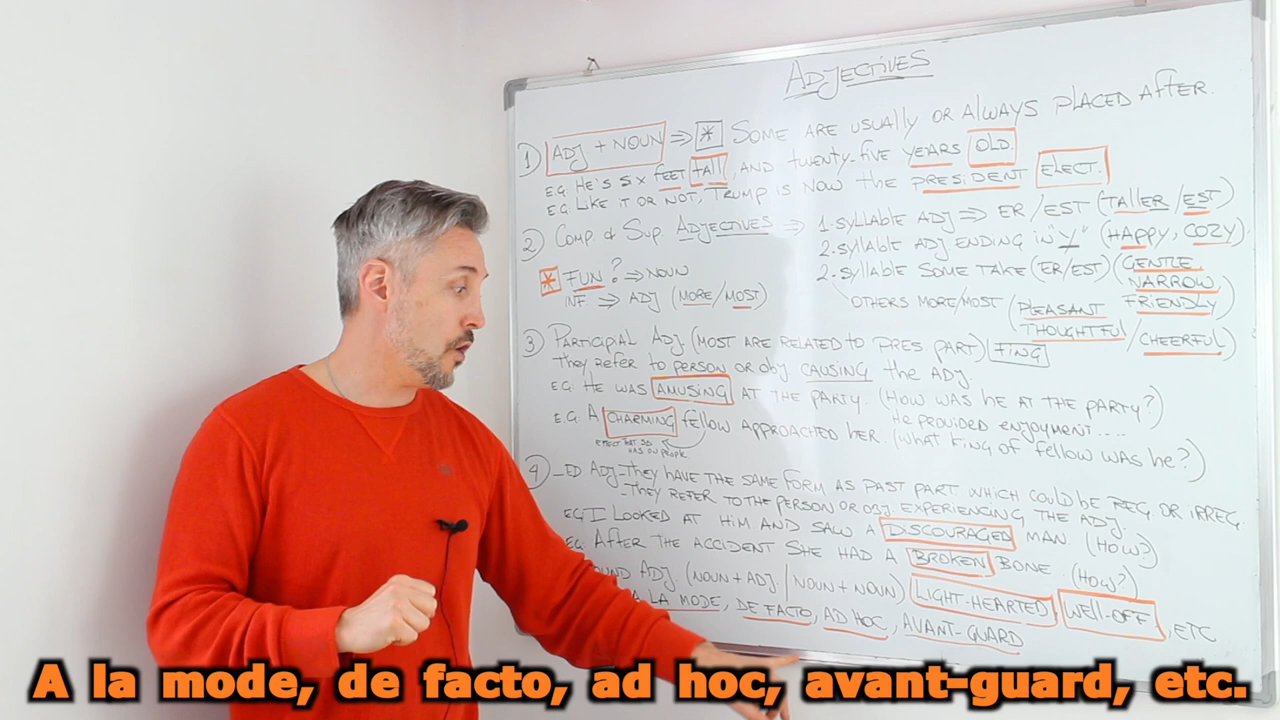 ADJECTIVES
1) ADJ + NOUN => * SOME ARE USUALLY OR ALWAYS PLACED AFTER.
E.G. HE'S SIX FEET TALL, AND TWENTY-FIVE YEARS OLD.
E.G. LIKE IT OR NOT, TRUMP IS NOW THE PRESIDENT ELECT.
2) COMP & SUP ADJECTIVES => 1-SYLLABLE ADJ => ER/EST (TALLER/EST)
2-SYLLABLE ADJ ENDING IN "Y" (HAPPY, COZY)
* FUN? => NOUN
INF => ADJ (MORE/MOST)
2-SYLLABLE SOME TAKE (ER/EST) (GENTLE
NARROW
OTHERS MORE/MOST (PLEASANT FRIENDLY)
THOUGHTFUL / CHEERFUL)
3) PARTICIPIAL ADJ. (MOST ARE RELATED TO PRES PART)
THEY REFER TO PERSON OR OBJ CAUSING THE ADJ.
E.G. HE WAS AMUSING AT THE PARTY. (HOW WAS HE AT THE PARTY?)
HE PROVIDED ENJOYMENT....
E.G. A CHARMING FELLOW APPROACHED HER. (WHAT KING OF FELLOW WAS HE?)
4) _ED ADJ - THEY HAVE THE SAME FORM AS PAST PART WHICH COULD BE REG OR IRREG.
- THEY REFER TO THE PERSON OR OBJ. EXPERIENCING THE ADJ.
EG I LOOKED AT HIM AND SAW A DISCOURAGED MAN. (HOW?)
EG. AFTER THE ACCIDENT SHE HAD A BROKEN BONE. (HOW?)
OUND ADJ. (NOUN + ADJ. / NOUN + NOUN) LIGHT-HEARTED, WELL-OFF, ETC
A LA MODE, DE FACTO, AD HOC, AVANT-GUARD
A la mode, de facto, ad hoc, avant-guard, etc.